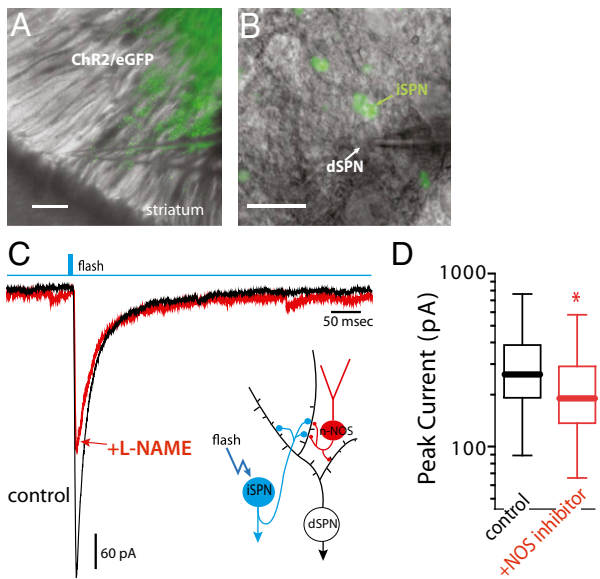 A
ChR2/eGFP
striatum
B
iSPN
dSPN
C
flash
50 msec
+L-NAME
control
60 pA
flash
iSPN
n-NOS
dSPN
D
Peak Current (pA)
1000
100
*
control
+NOS inhibitor